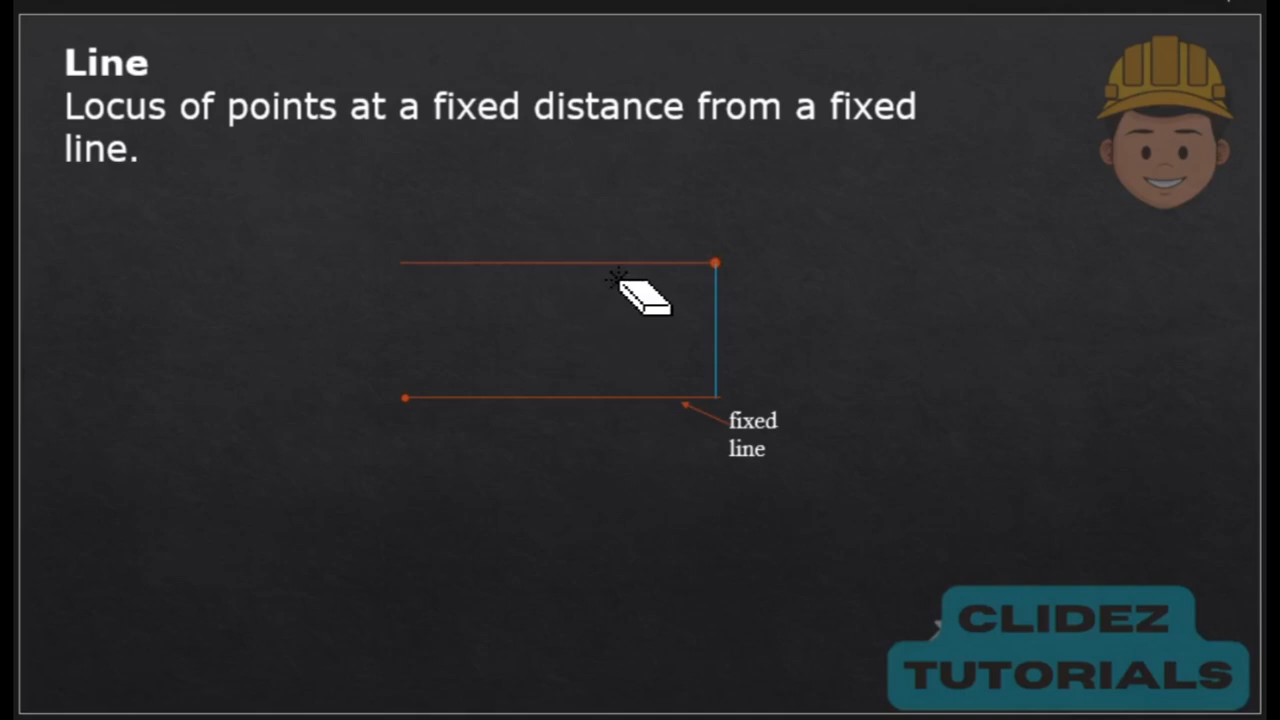 Line
Locus of points at a fixed distance from a fixed
line.
fixed
line
CLIDEZ
TUTORIALS